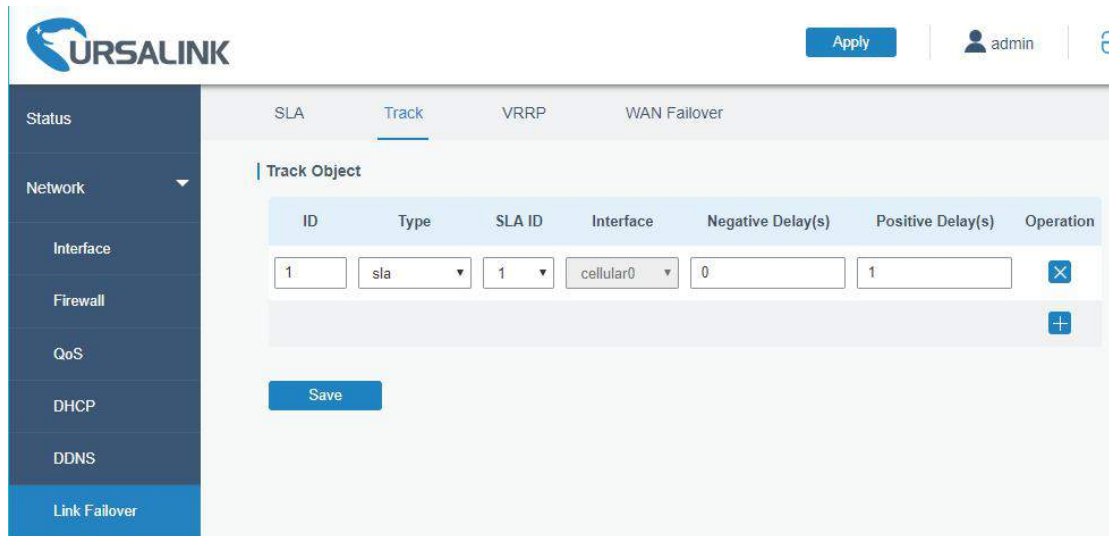 URSALINK
Apply
admin
Status
SLA Track VRRP WAN Failover
Track Object
Network
ID Type SLA ID Interface Negative Delay(s) Positive Delay(s) Operation
Interface
1 sla 1 cellular0 0 1
Firewall
QoS
DHCP
Save
DDNS
Link Failover